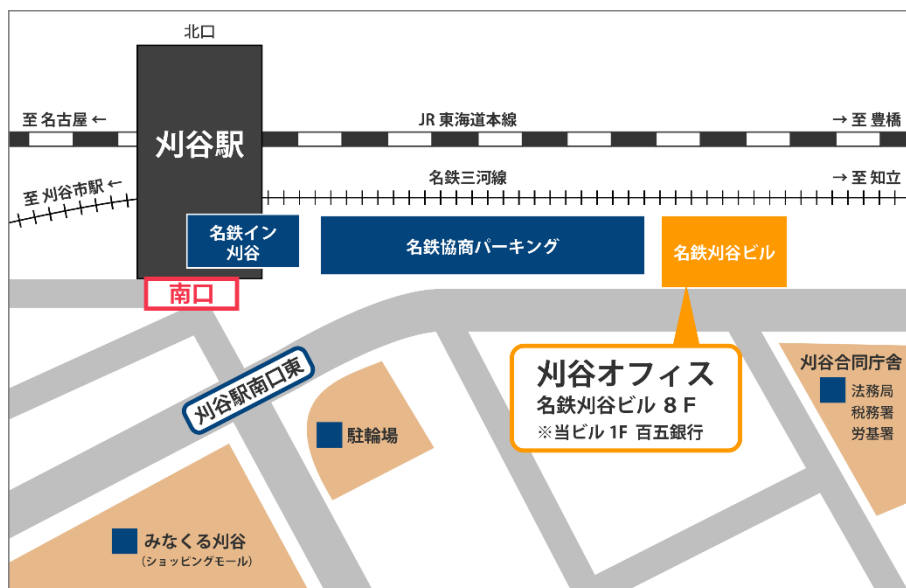 北口
至 名古屋 ←
JR 東海道本線
→ 至 豊橋
刈谷駅
至 刈谷市駅 ←
名鉄三河線
→ 至 知立
名鉄イン
刈谷
名鉄協商パーキング
名鉄刈谷ビル
南口
刈谷駅南口東
刈谷オフィス
名鉄刈谷ビル 8F
※当ビル 1F 百五銀行
刈谷合同庁舎
法務局
税務署
労基署
駐輪場
みなくる刈谷
(ショッピングモール)